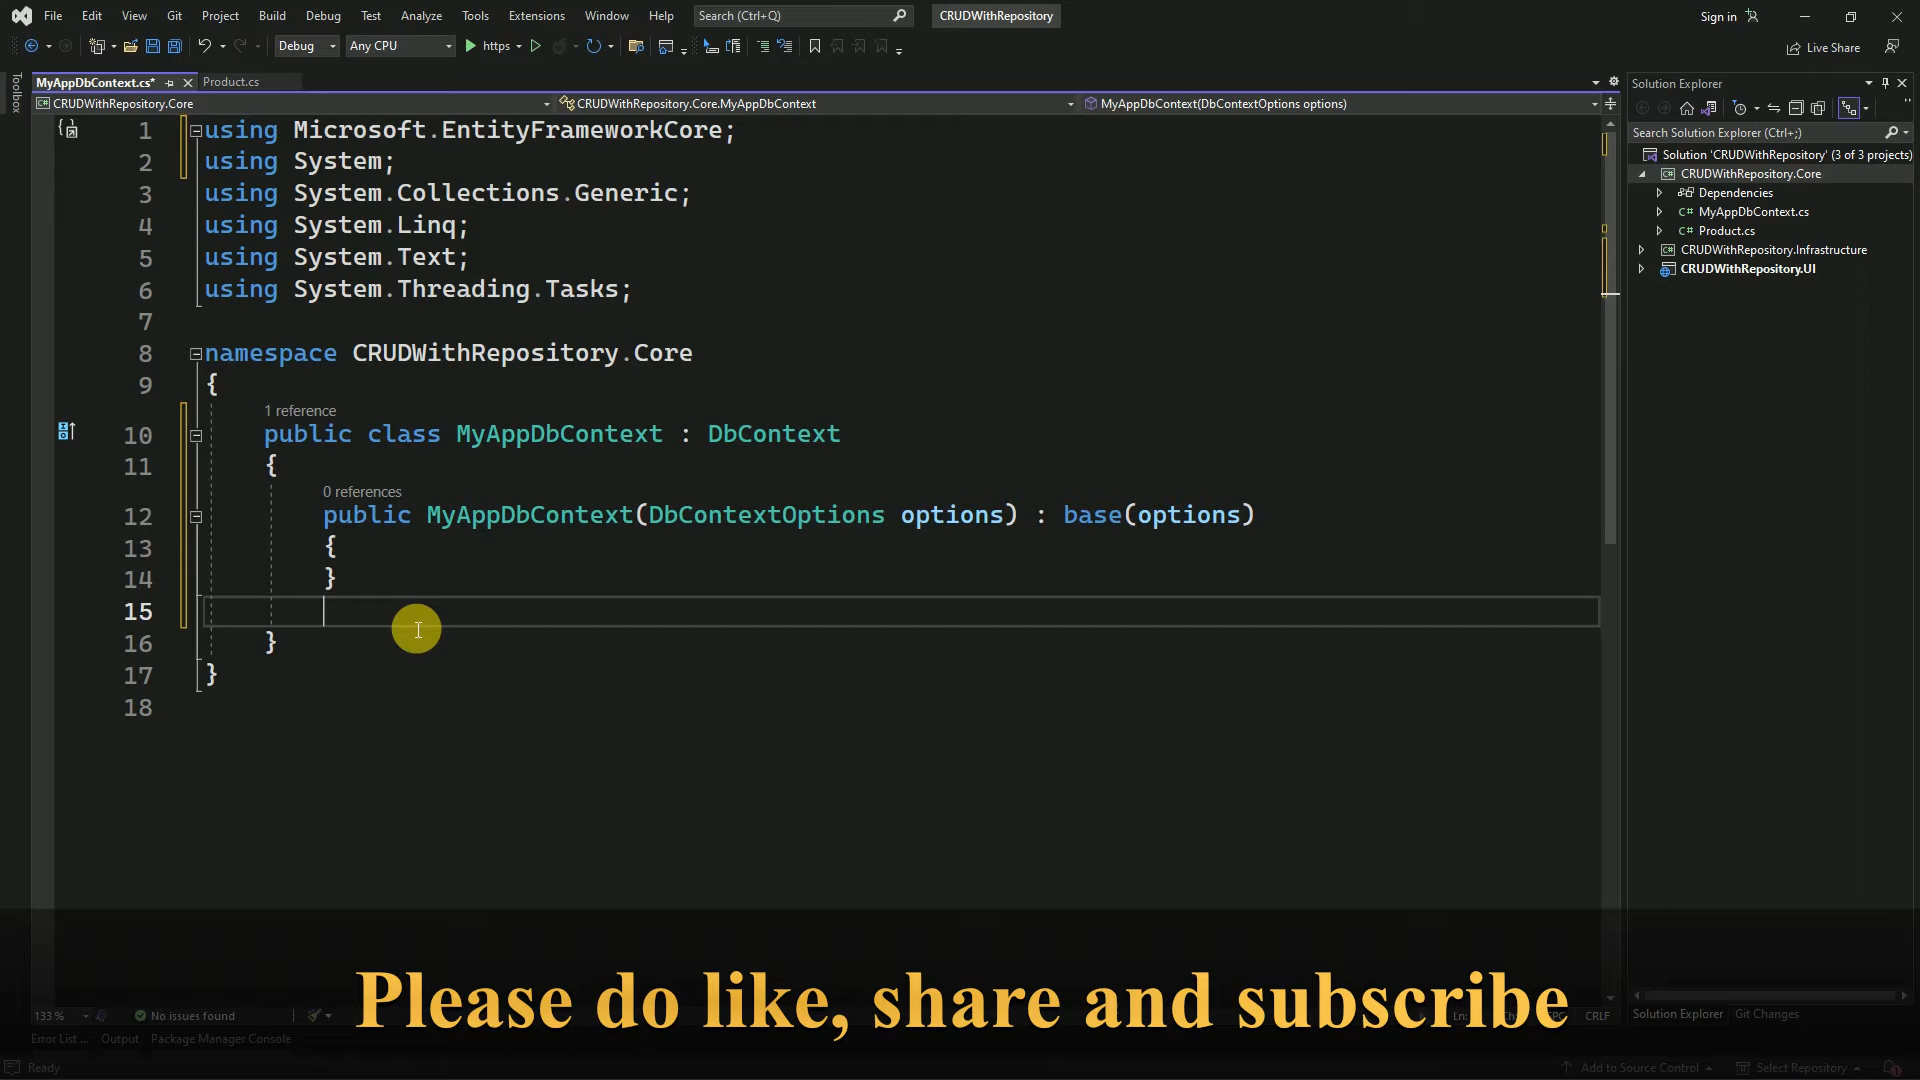 File Edit View Git Project Build Debug Test Analyze Tools Extensions Window Help Search (Ctrl+Q) CRUDWithRepository Sign in
Debug Any CPU https Live Share
Toolbox
MyAppDbContext.cs* Product.cs
CRUDWithRepository.Core CRUDWithRepository.Core.MyAppDbContext MyAppDbContext(DbContextOptions options)
1 using Microsoft.EntityFrameworkCore;
2 using System;
3 using System.Collections.Generic;
4 using System.Linq;
5 using System.Text;
6 using System.Threading.Tasks;
7
8 namespace CRUDWithRepository.Core
9 {
1 reference
10 public class MyAppDbContext : DbContext
11 {
0 references
12 public MyAppDbContext(DbContextOptions options) : base(options)
13 {
14 }
15
16 }
17 }
18
Solution Explorer
Search Solution Explorer (Ctrl+;)
Solution 'CRUDWithRepository' (3 of 3 projects)
CRUDWithRepository.Core
Dependencies
MyAppDbContext.cs
Product.cs
CRUDWithRepository.Infrastructure
CRUDWithRepository.UI
Please do like, share and subscribe
133 % No issues found CRLF
Solution Explorer Git Changes
Error List ... Output Package Manager Console
Ready Add to Source Control Select Repository